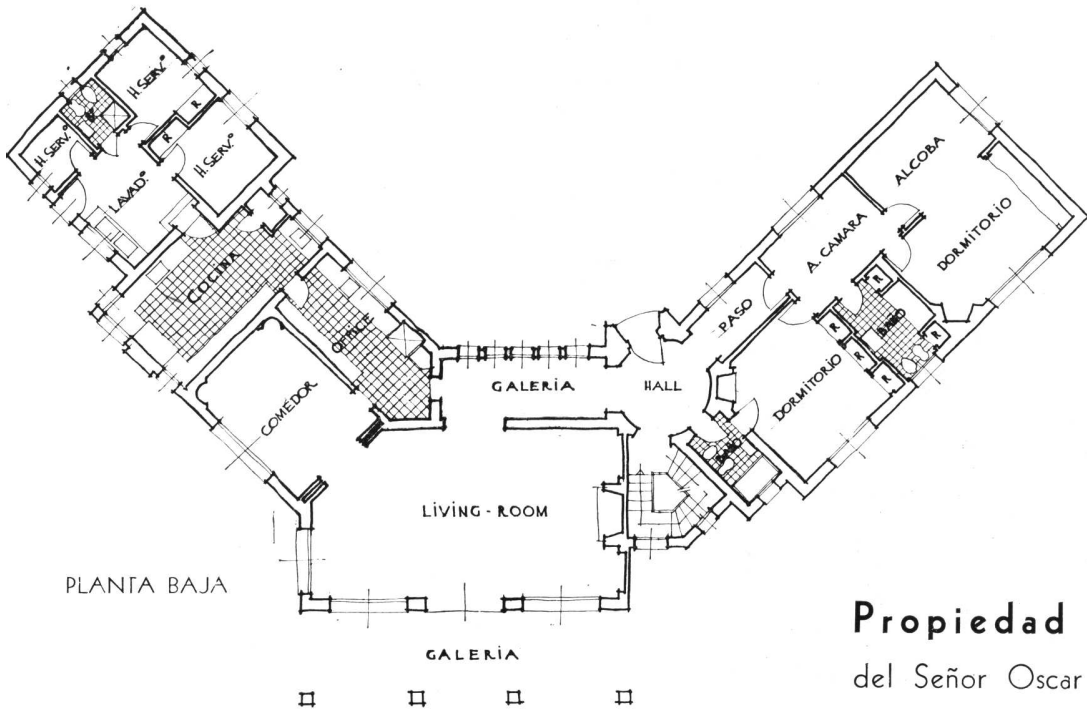 H. SERV.º
R
H. SERV.º
R
H. SERV.º
LAVAD.º
COCINA
OFFICE
COMEDOR
GALERIA
HALL
PASO
A. CAMARA
ALCOBA
DORMITORIO
R
BAÑO
R
R
R
R
DORMITORIO
BAÑO
LIVING-ROOM
PLANTA BAJA
GALERIA
Propiedad
del Señor Oscar